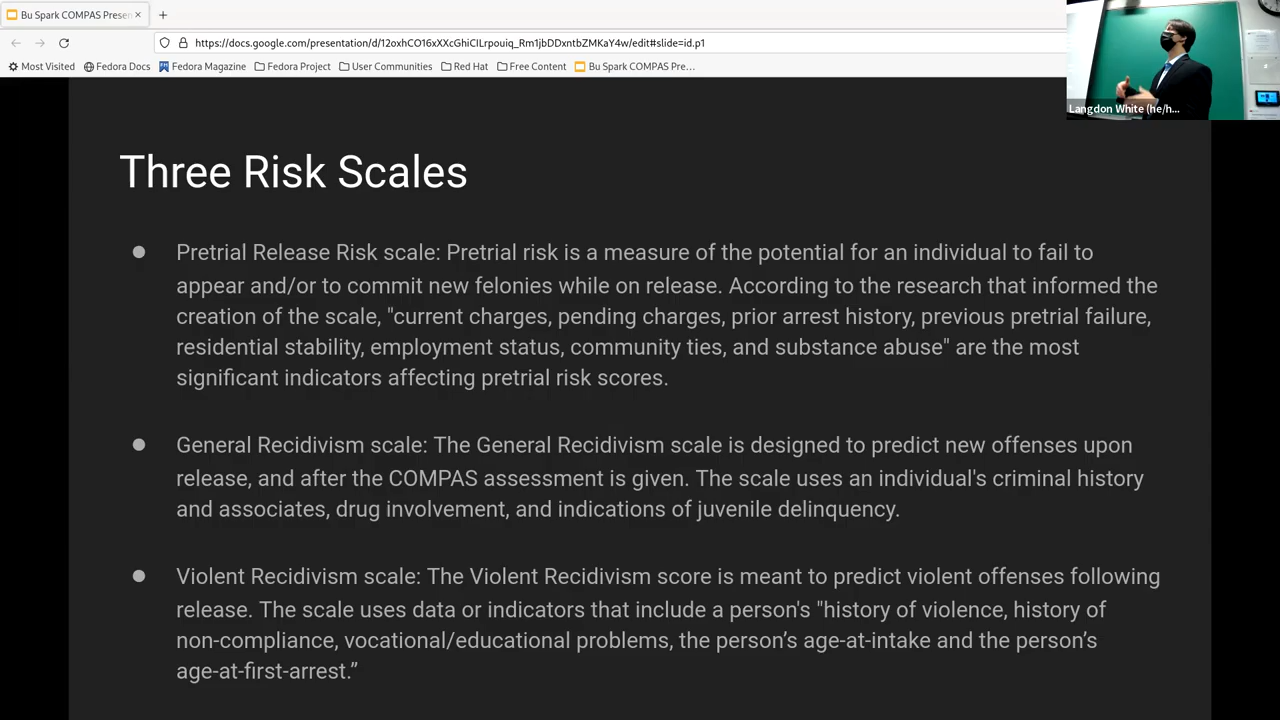 Bu Spark COMPAS Presen
https://docs.google.com/presentation/d/12oxhCO16xXXcGhiCILrpouiq_Rm1jbDDxntbZMKaY4w/edit#slide=id.p1
Most Visited Fedora Docs Fedora Magazine Fedora Project User Communities Red Hat Free Content Bu Spark COMPAS Pre…
Langdon White (he/h...
Three Risk Scales
● Pretrial Release Risk scale: Pretrial risk is a measure of the potential for an individual to fail to
appear and/or to commit new felonies while on release. According to the research that informed the
creation of the scale, "current charges, pending charges, prior arrest history, previous pretrial failure,
residential stability, employment status, community ties, and substance abuse" are the most
significant indicators affecting pretrial risk scores.
● General Recidivism scale: The General Recidivism scale is designed to predict new offenses upon
release, and after the COMPAS assessment is given. The scale uses an individual's criminal history
and associates, drug involvement, and indications of juvenile delinquency.
● Violent Recidivism scale: The Violent Recidivism score is meant to predict violent offenses following
release. The scale uses data or indicators that include a person's "history of violence, history of
non-compliance, vocational/educational problems, the person’s age-at-intake and the person’s
age-at-first-arrest.”